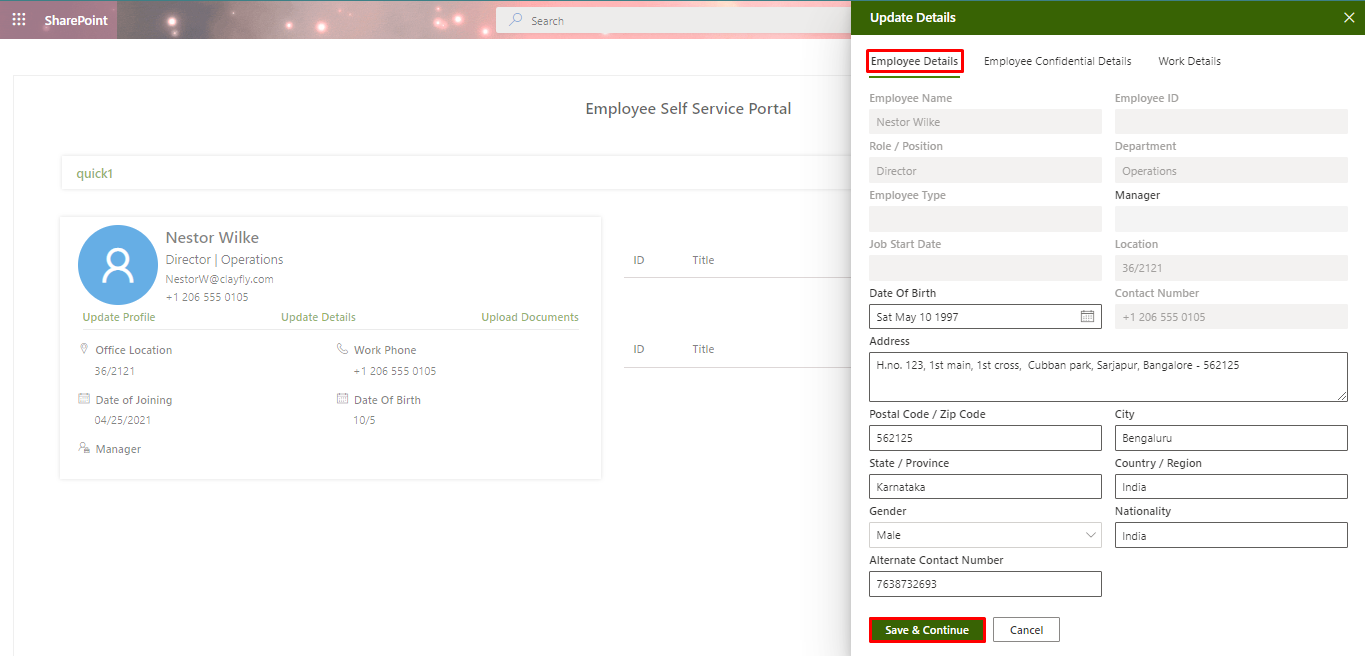 SharePoint
Search
Employee Self Service Portal
quick1
Nestor Wilke
Director | Operations
NestorW@clayfly.com
+1 206 555 0105
Update Profile Update Details Upload Documents
Office Location Work Phone
36/2121 +1 206 555 0105
Date of Joining Date Of Birth
04/25/2021 10/5
Manager
ID Title
ID Title
Update Details
Employee Details Employee Confidential Details Work Details
Employee Name Employee ID
Nestor Wilke
Role / Position Department
Director Operations
Employee Type Manager
Job Start Date Location
36/2121
Date Of Birth Contact Number
Sat May 10 1997 +1 206 555 0105
Address
H.no. 123, 1st main, 1st cross, Cubban park, Sarjapur, Bangalore - 562125
Postal Code / Zip Code City
562125 Bengaluru
State / Province Country / Region
Karnataka India
Gender Nationality
Male India
Alternate Contact Number
7638732693
Save & Continue Cancel